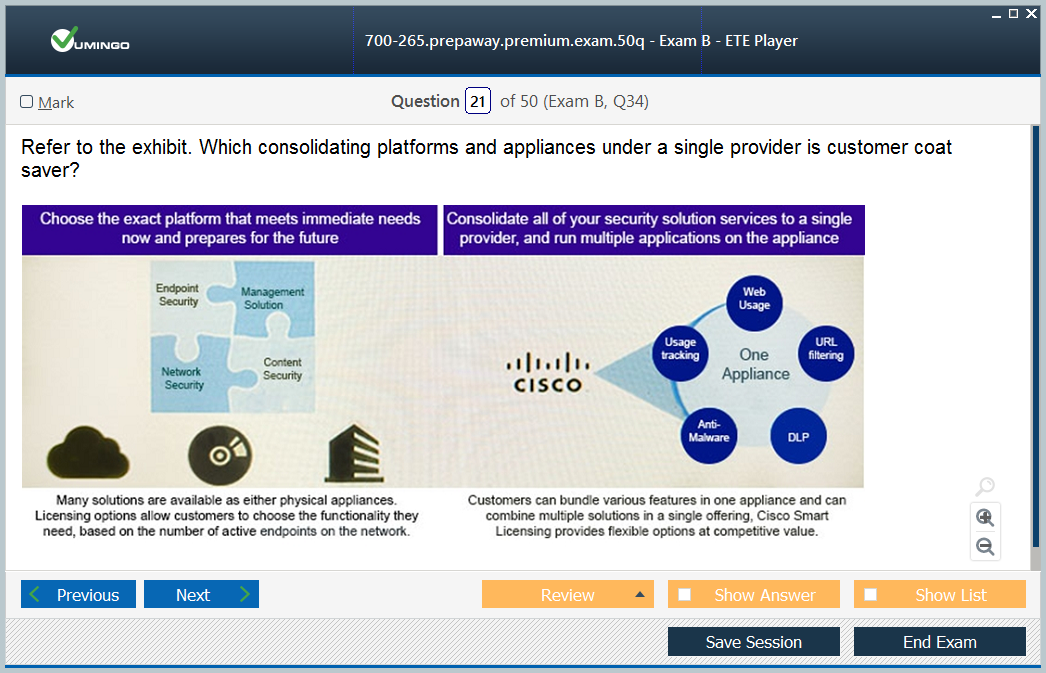 VUMINGO
700-265.prepaway.premium.exam.50q - Exam B - ETE Player
Mark
Question 21 of 50 (Exam B, Q34)
Refer to the exhibit. Which consolidating platforms and appliances under a single provider is customer coat
saver?
Choose the exact platform that meets immediate needs
now and prepares for the future
Consolidate all of your security solution services to a single
provider, and run multiple applications on the appliance
Endpoint
Security
Management
Solution
Network
Security
Content
Security
CISCO
Web
Usage
Usage
tracking
URL
filtering
One
Appliance
Anti-
Malware
DLP
Many solutions are available as either physical appliances.
Licensing options allow customers to choose the functionality they
need, based on the number of active endpoints on the network.
Customers can bundle various features in one appliance and can
combine multiple solutions in a single offering, Cisco Smart
Licensing provides flexible options at competitive value.
Previous
Next
Review
Show Answer
Show List
Save Session
End Exam